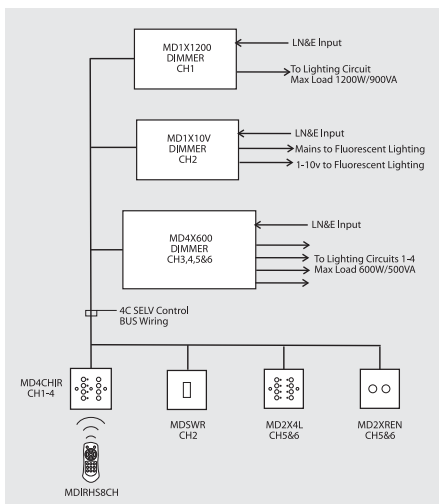 MD1X1200
DIMMER
CH1
LN&E Input
To Lighting Circuit
Max Load 1200W/900VA
MD1X10V
DIMMER
CH2
LN&E Input
Mains to Fluorescent Lighting
1-10v to Fluorescent Lighting
MD4X600
DIMMER
CH3,4,5&6
LN&E Input
To Lighting Circuits 1-4
Max Load 600W/500VA
4C SELV Control
BUS Wiring
MD4CHIR
CH1-4
MDSWR
CH2
MD2X4L
CH5&6
MD2XREN
CH5&6
MDIRHS8CH